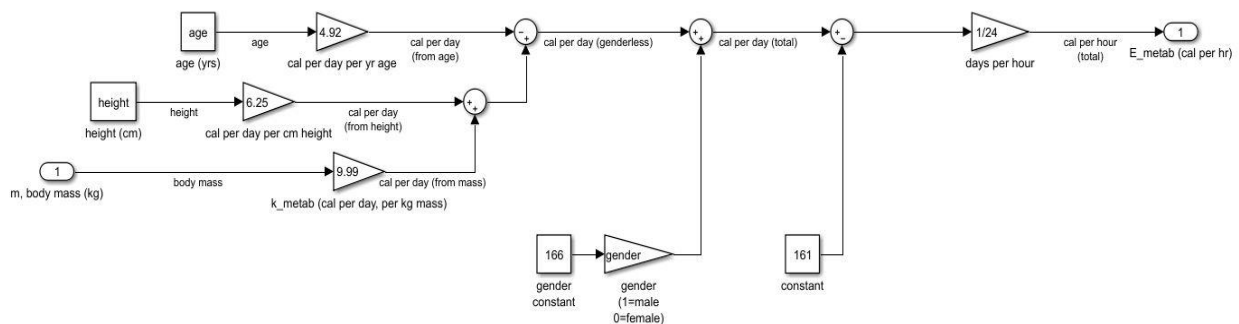 age
age (yrs)
age
4.92
cal per day per yr age
cal per day
(from age)
-
+
cal per day (genderless)
+
+
cal per day (total)
+
-
1/24
days per hour
cal per hour
(total)
1
E_metab (cal per hr)
height
height (cm)
height
6.25
cal per day per cm height
cal per day
(from height)
+
+
1
m, body mass (kg)
body mass
9.99
k_metab (cal per day, per kg mass)
cal per day (from mass)
166
gender
constant
gender
gender
(1=male
0=female)
161
constant